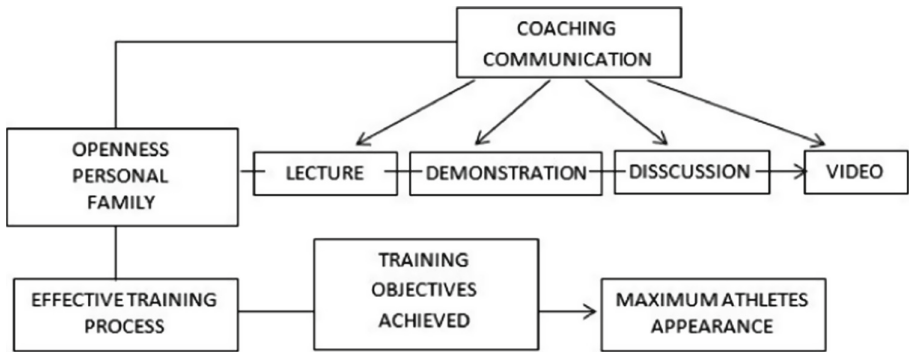 COACHING
COMMUNICATION
OPENNESS
PERSONAL
FAMILY
LECTURE
DEMONSTRATION
DISSCUSSION
VIDEO
EFFECTIVE TRAINING
PROCESS
TRAINING
OBJECTIVES
ACHIEVED
MAXIMUM ATHLETES
APPEARANCE